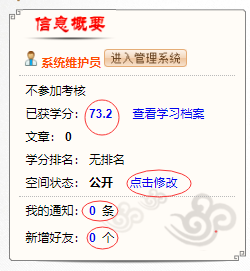 信息概要
系统维护员 进入管理系统
不参加考核
已获学分： 73.2 查看学习档案
文章： 0
学分排名： 无排名
空间状态： 公开 点击修改
我的通知： 0 条
新增好友： 0 个